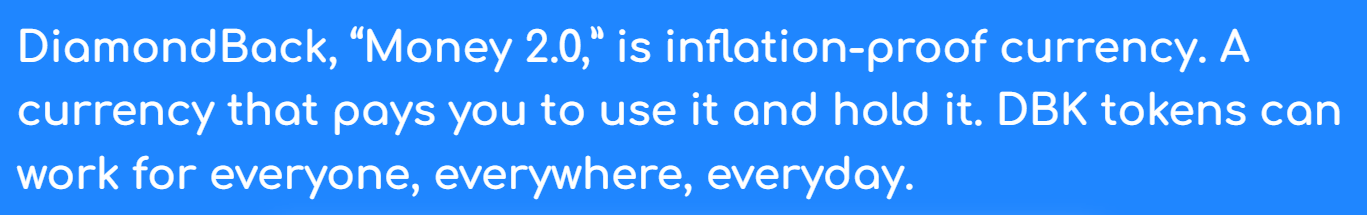 DiamondBack, “Money 2.0,” is inflation-proof currency. A
currency that pays you to use it and hold it. DBK tokens can
work for everyone, everywhere, everyday.